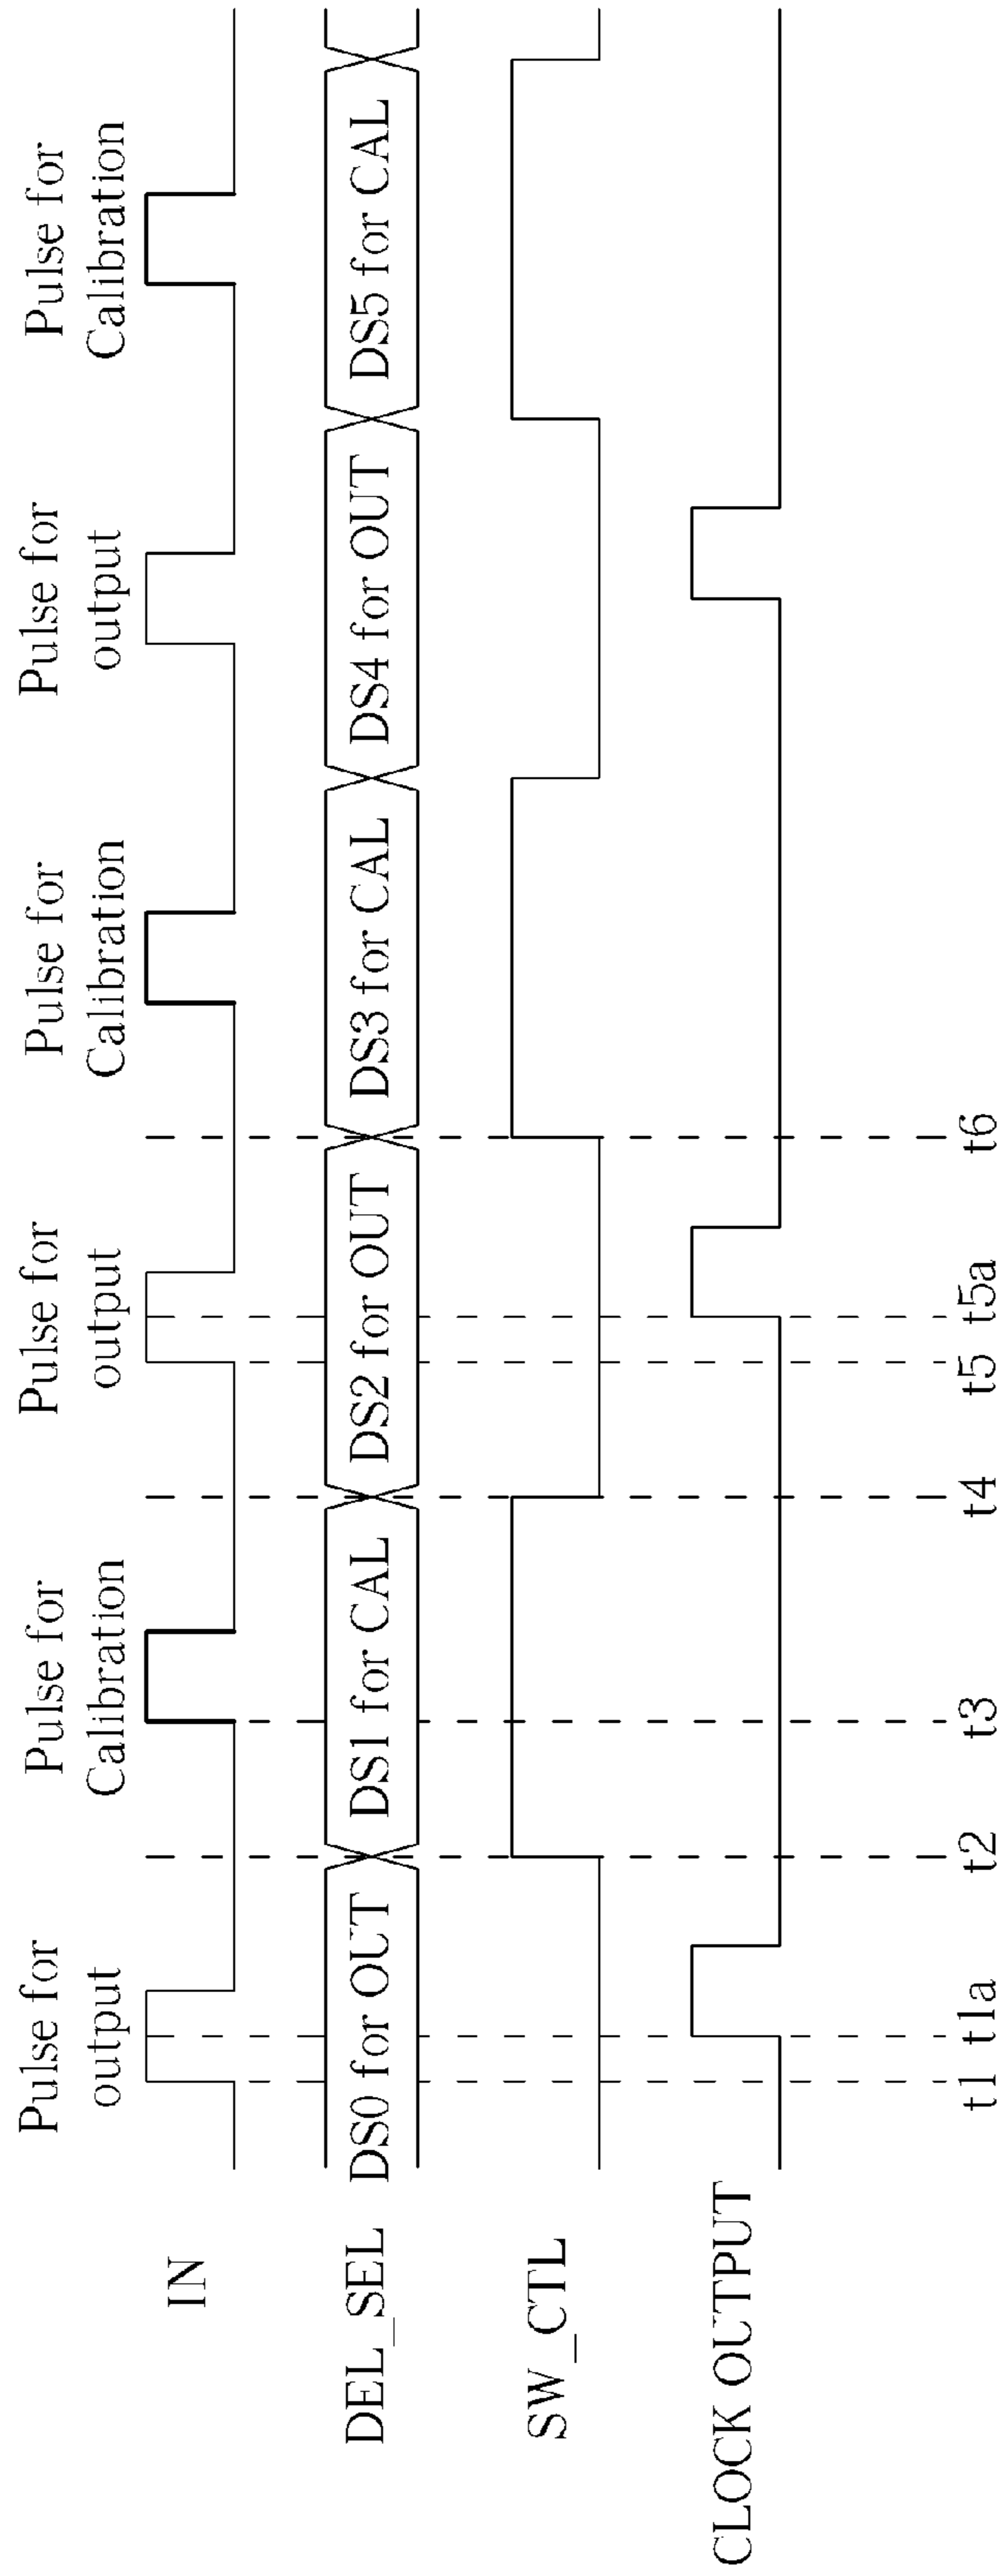 Pulse for
output
Pulse for
Calibration
Pulse for
output
Pulse for
Calibration
Pulse for
output
Pulse for
Calibration
IN
DEL_SEL
DS0 for OUT
DS1 for CAL
DS2 for OUT
DS3 for CAL
DS4 for OUT
DS5 for CAL
SW_CTL
CLOCK OUTPUT
t1
t1a
t2
t3
t4
t5
t5a
t6